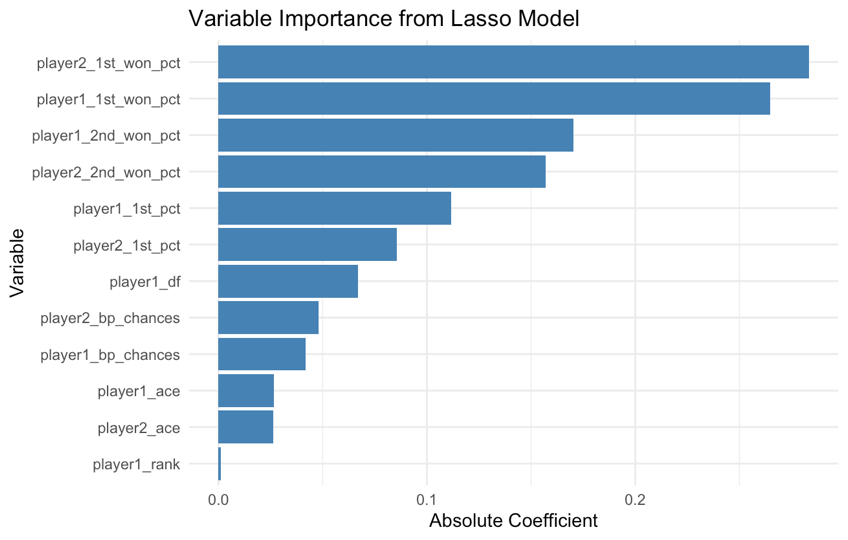 Variable Importance from Lasso Model
Variable
player2_1st_won_pct
player1_1st_won_pct
player1_2nd_won_pct
player2_2nd_won_pct
player1_1st_pct
player2_1st_pct
player1_df
player2_bp_chances
player1_bp_chances
player1_ace
player2_ace
player1_rank
0.0 0.1 0.2
Absolute Coefficient